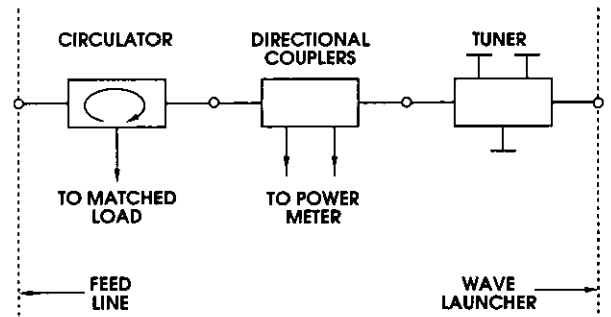 CIRCULATOR
DIRECTIONAL
COUPLERS
TUNER
TO MATCHED
LOAD
TO POWER
METER
FEED
LINE
WAVE
LAUNCHER